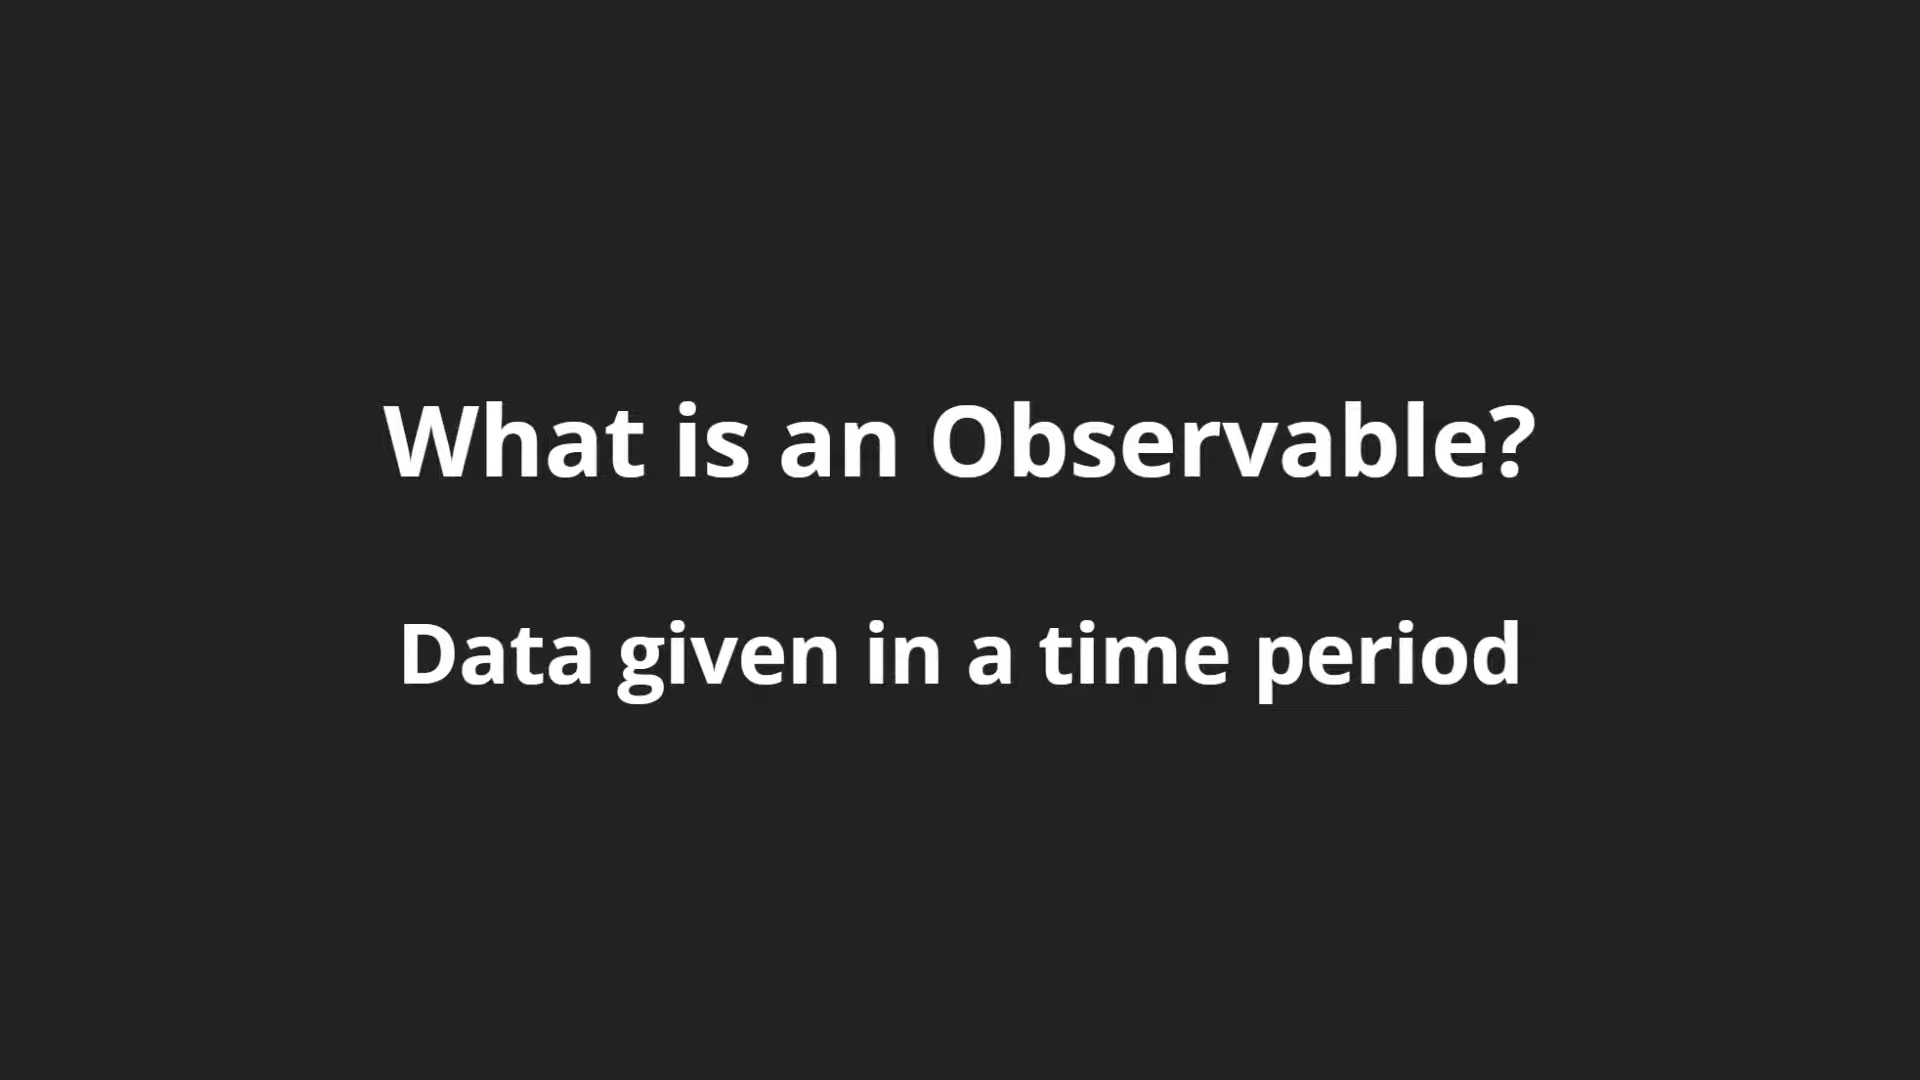 What is an Observable?
Data given in a time period